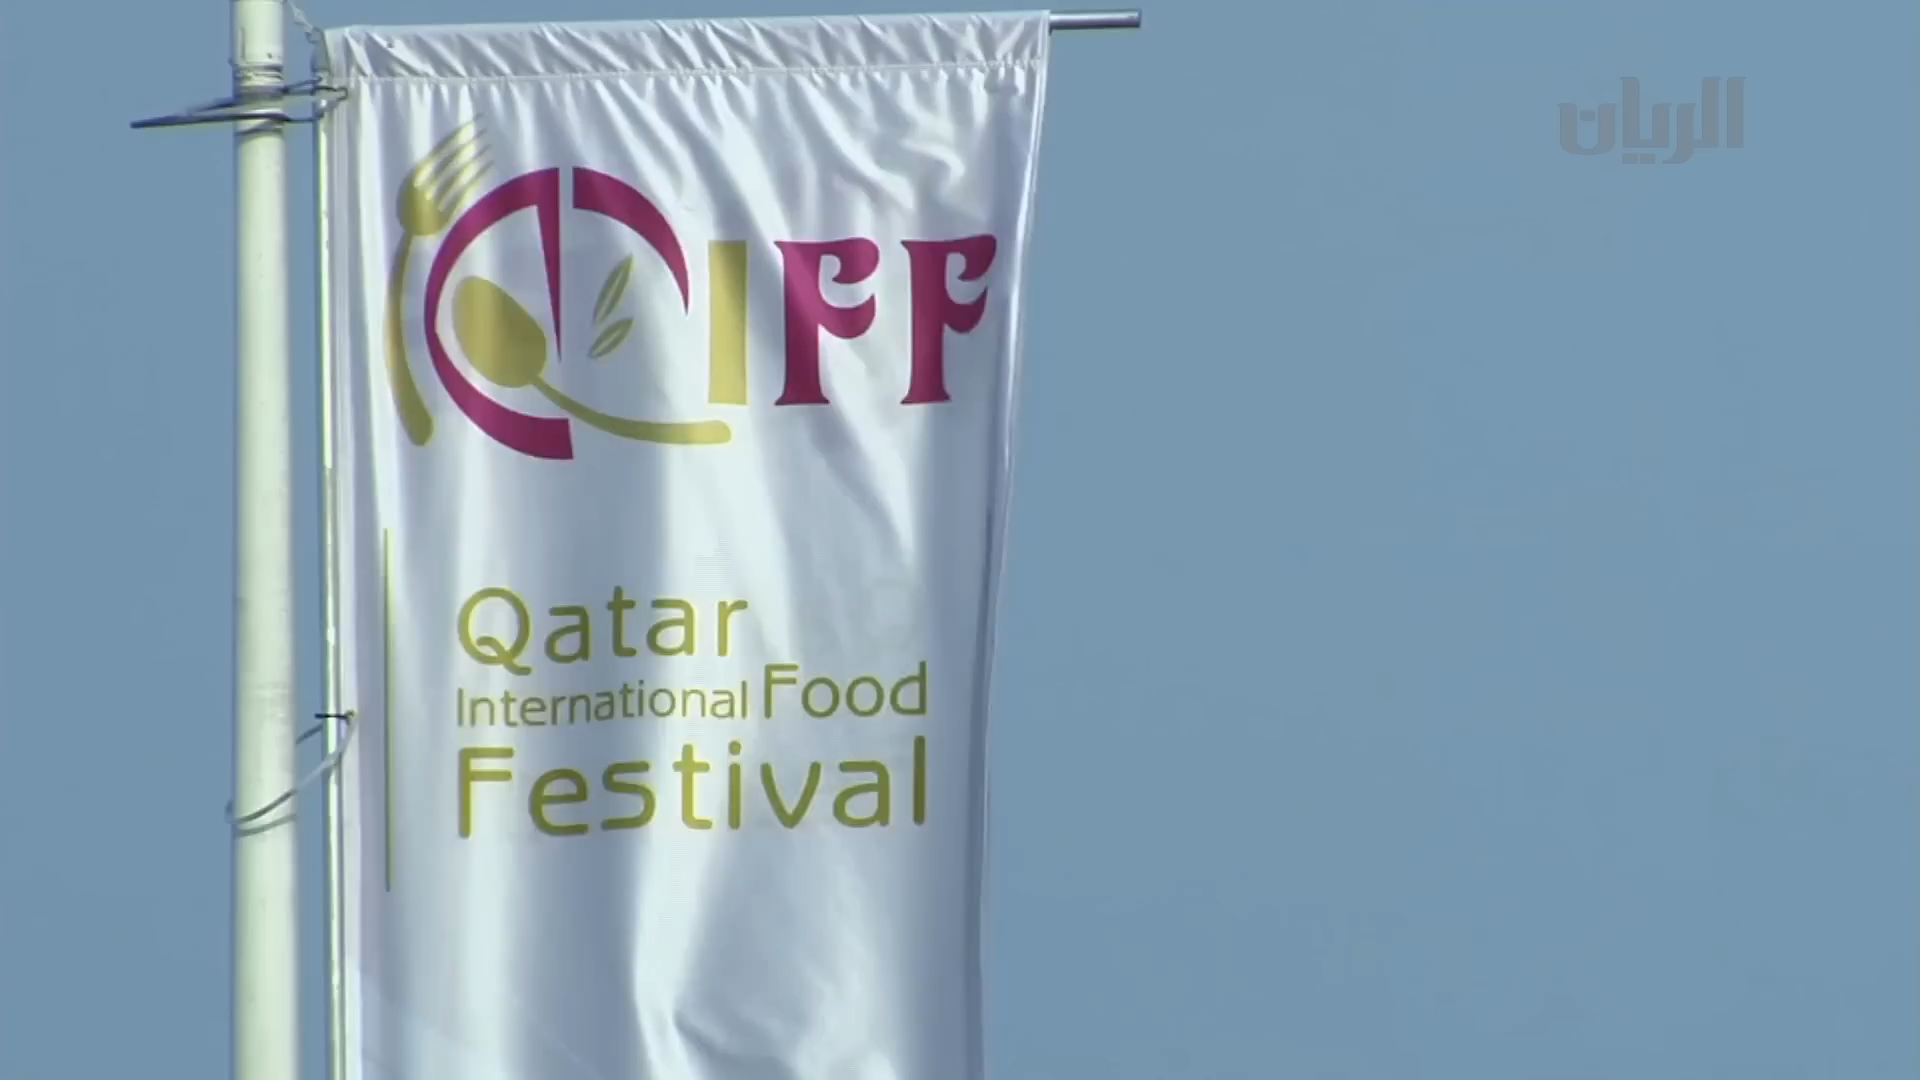 الريان
QIFF
Qatar
International Food
Festival